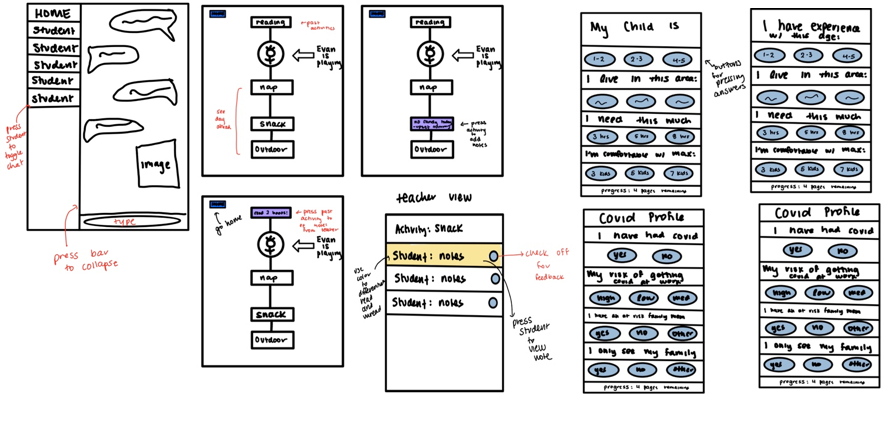 HOME
Student
Student
Student
Student
Student
press
student
to
toggle
chat
image
type
press bar
to collapse
reading
past
activities
Evan
is
playing
nap
see
day
ahead
snack
Outdoor
reading
Evan
is
playing
nap
press
activity
to add
notes
Outdoor
go home
read 2 books!
press past
activity to
notes
from teacher
Evan
is
playing
nap
snack
Outdoor
teacher view
Activity: snack
Student: notes
Student: notes
Student: notes
use
color
to
differentiate
read
and
unread
check off
for
feedback
press
student
to
view
note
My Child is
1-2 2-3 4-5
I live in this area:
I need this much
3 hrs 5 hrs 8 hrs
I'm comfortable w/ max:
3 kids 5 kids 7 kids
progress: 4 pages remaining
buttons
for
pressing
answers
I have experience
w/ this age:
1-2 2-3 4-5
I live in this area:
I need this much
3 hrs 5 hrs 8 hrs
I'm comfortable w/ max:
3 kids 5 kids 7 kids
progress: 4 pages remaining
Covid Profile
I have had covid
yes no
My risk of getting
covid at work
high low med
I have an at risk family mem
yes no other
I only see my family
yes no other
progress: 4 pages remaining
Covid Profile
I have had covid
yes no
My risk of getting
covid at work
high low med
I have an at risk family mem
yes no other
I only see my family
yes no other
progress: 4 pages remaining